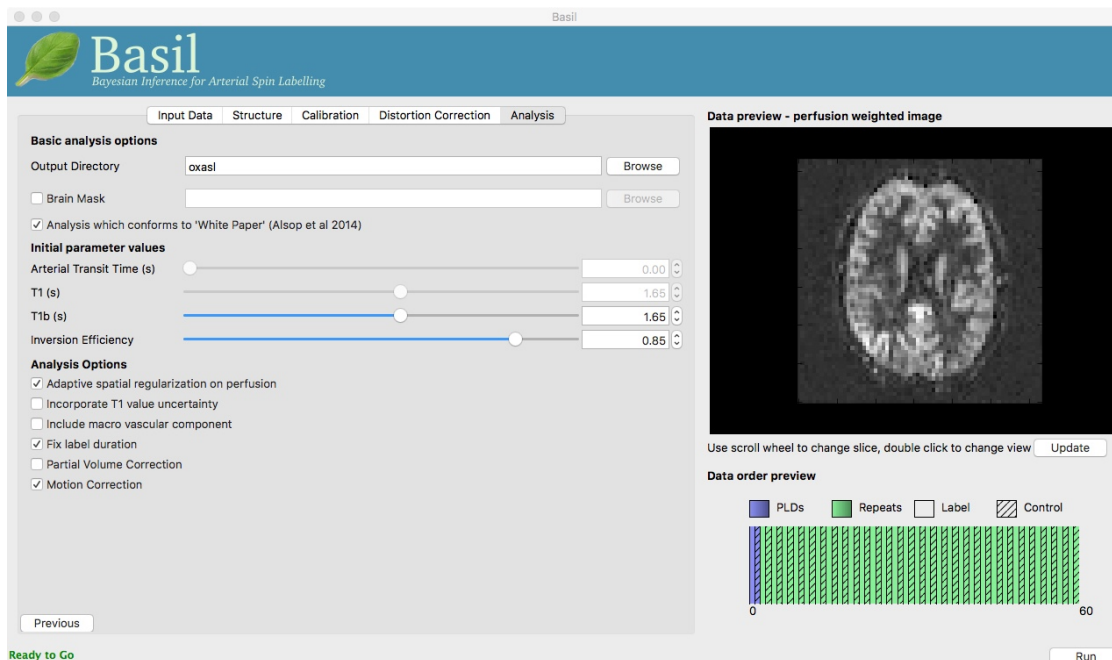 Basil
Basil
Bayesian Inference for Arterial Spin Labelling
Input Data Structure Calibration Distortion Correction Analysis
Basic analysis options
Output Directory oxasl Browse
Brain Mask Browse
Analysis which conforms to 'White Paper' (Alsop et al 2014)
Initial parameter values
Arterial Transit Time (s) 0.00
T1 (s) 1.65
T1b (s) 1.65
Inversion Efficiency 0.85
Analysis Options
Adaptive spatial regularization on perfusion
Incorporate T1 value uncertainty
Include macro vascular component
Fix label duration
Partial Volume Correction
Motion Correction
Previous
Ready to Go
Data preview - perfusion weighted image
Use scroll wheel to change slice, double click to change view Update
Data order preview
PLDs Repeats Label Control
0 60
Run